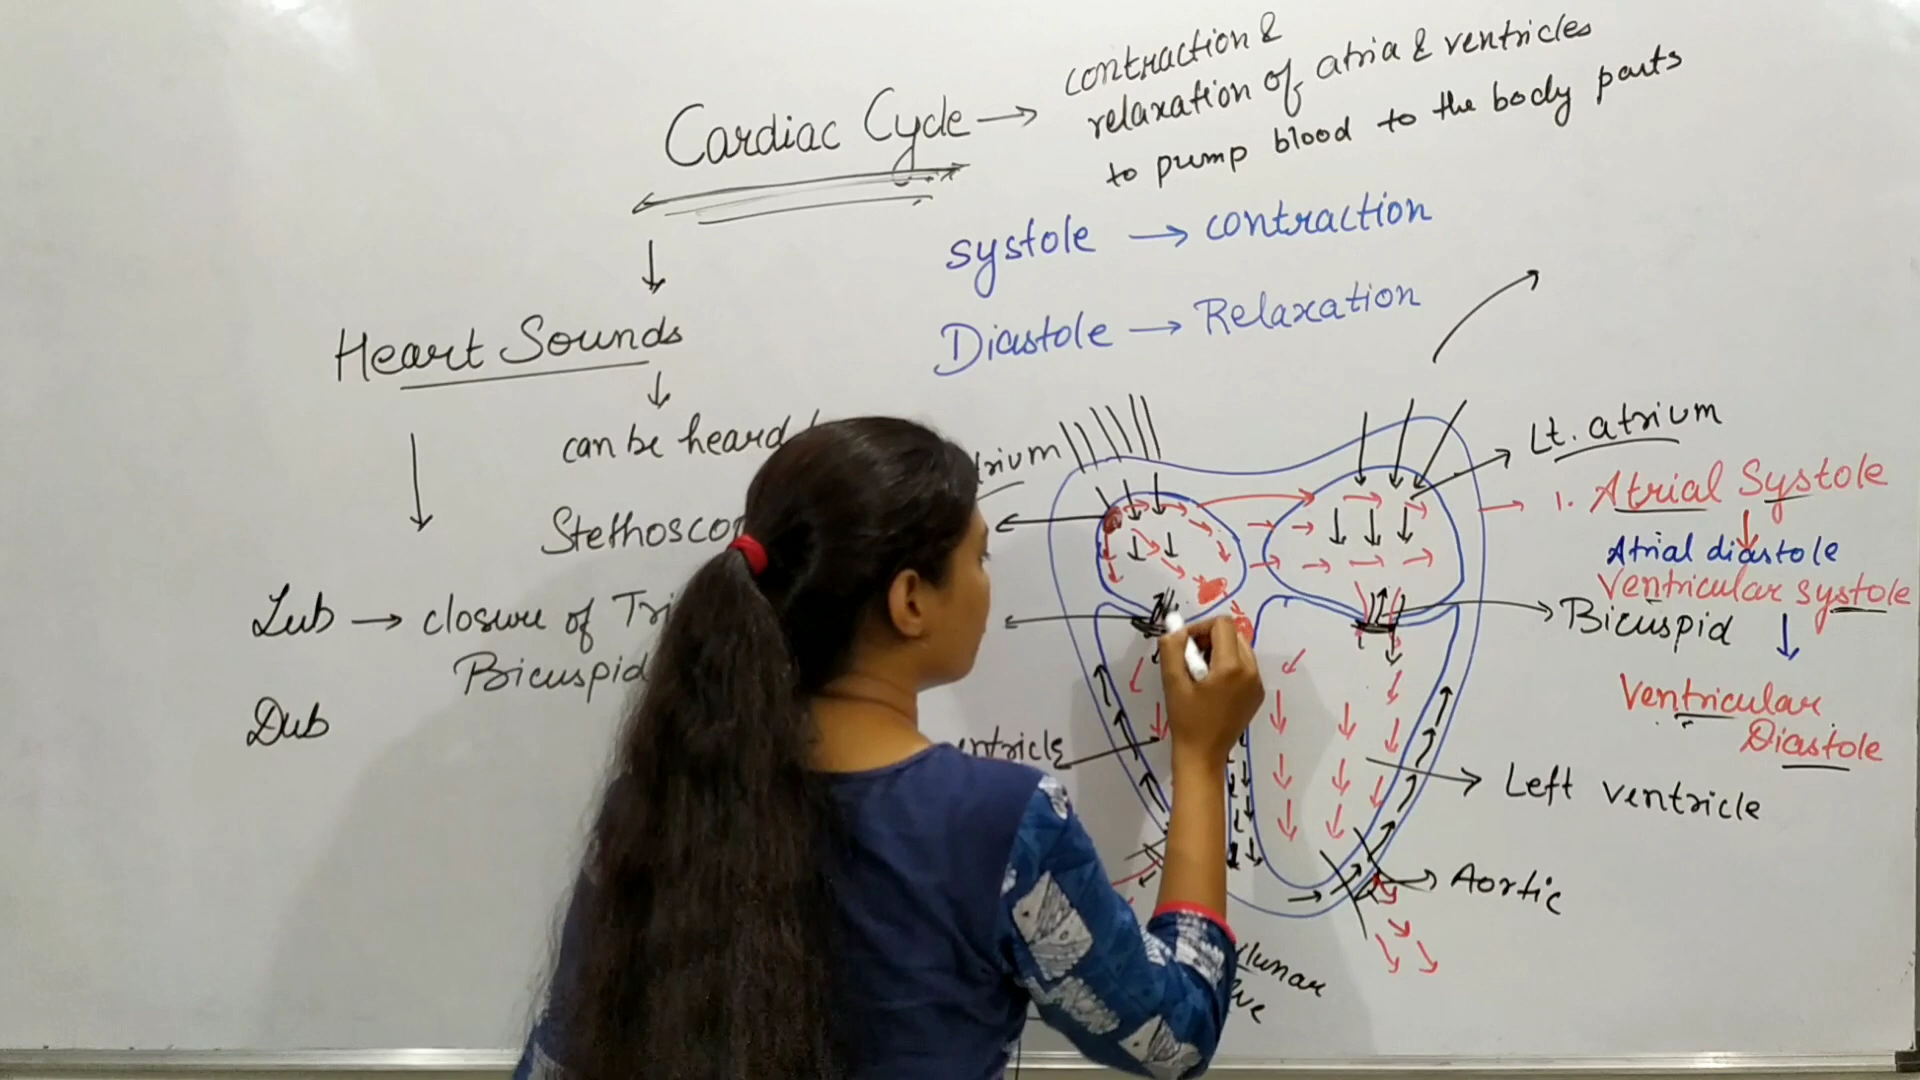 contraction &
Cardiac Cycle → relaxation of atria & ventricles
to pump blood to the body parts
systole → contraction
Diastole → Relaxation
Heart Sounds
can be heard
Lt. atrium
1. Atrial Systole
Atrial diastole
Ventricular systole
Bicuspid
Lub → closure of
Bicuspid
Ventricular
Diastole
Dub
Left ventricle
Aortic